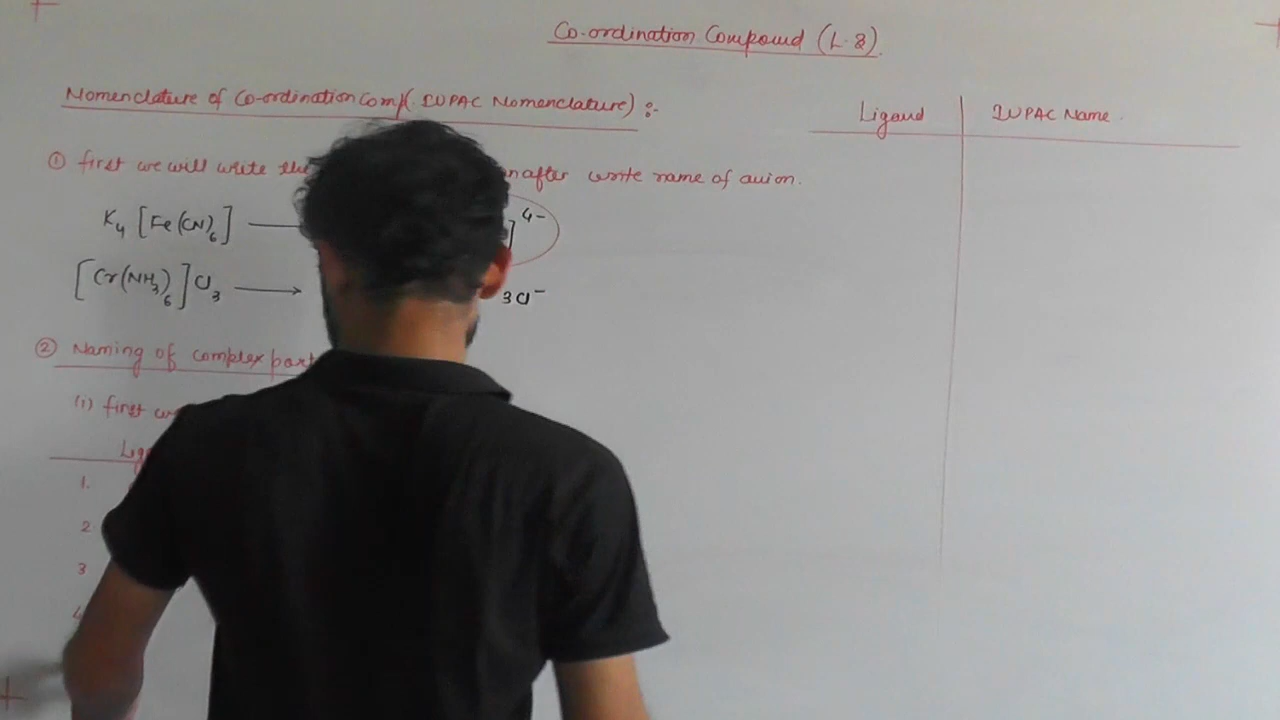 Co-ordination Compound (L-8)
Nomenclature of Co-ordination Comp (IUPAC Nomenclature) :-
Ligand IUPAC Name
① first we will write the after write name of anion.
K₄ [Fe(CN)₆] ⟶ ]⁴⁻
[Cr(NH₃)₆]Cl₃ ⟶ 3Cl⁻
② Naming of complex part
(i) first
1.
2
3
4